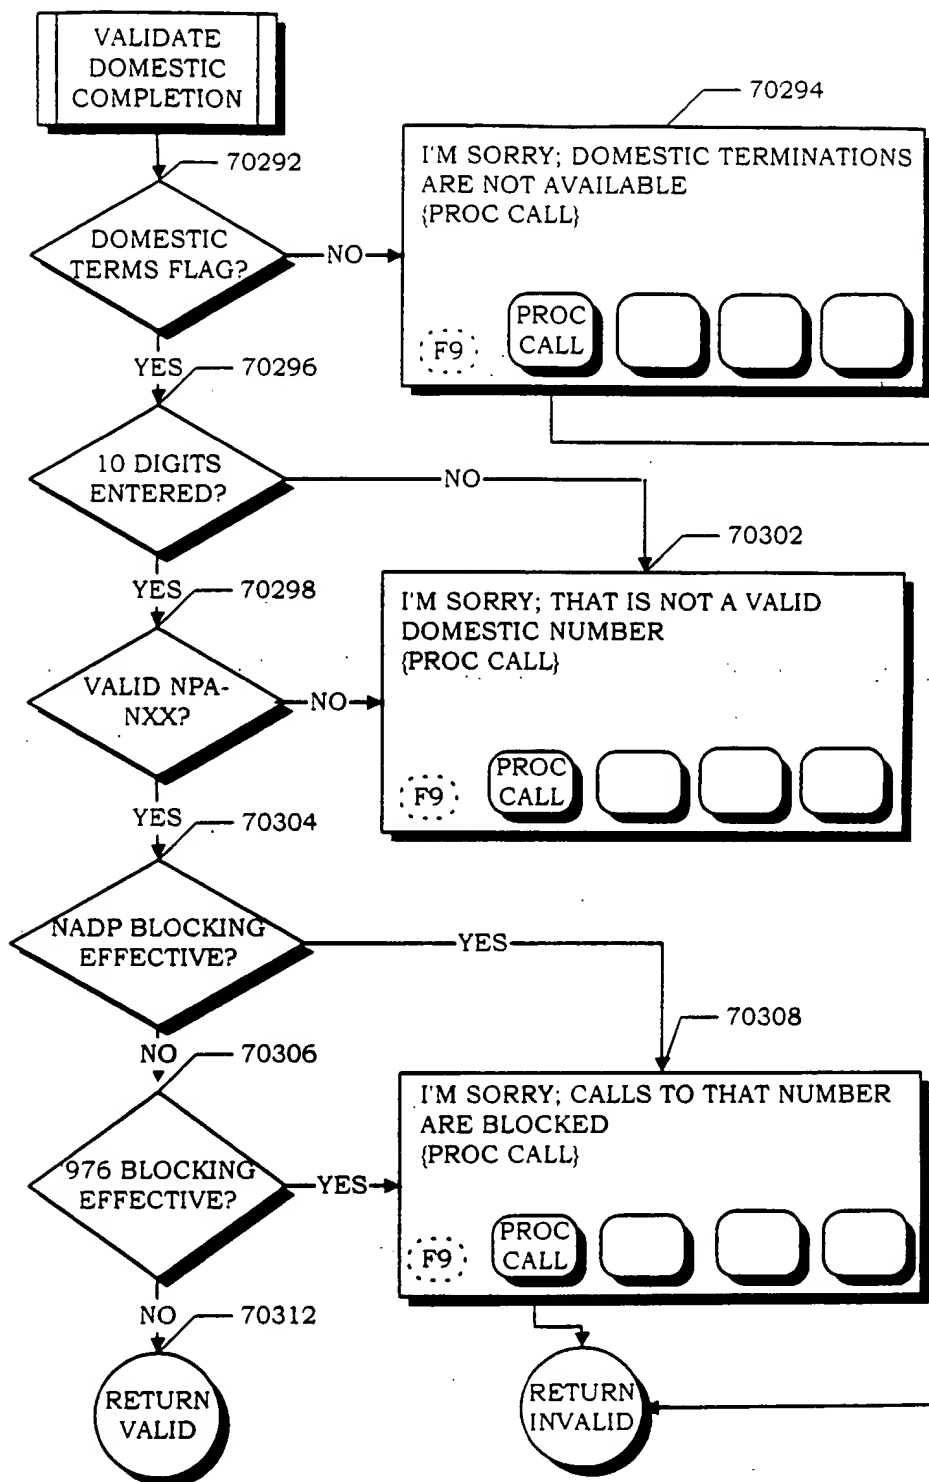 VALIDATE
DOMESTIC
COMPLETION
70292
DOMESTIC
TERMS FLAG?
NO
70294
I'M SORRY; DOMESTIC TERMINATIONS
ARE NOT AVAILABLE
{PROC CALL}
F9
PROC
CALL
YES
70296
10 DIGITS
ENTERED?
NO
70302
I'M SORRY; THAT IS NOT A VALID
DOMESTIC NUMBER
{PROC CALL}
F9
PROC
CALL
YES
70298
VALID NPA-
NXX?
NO
YES
70304
NADP BLOCKING
EFFECTIVE?
YES
70308
I'M SORRY; CALLS TO THAT NUMBER
ARE BLOCKED
{PROC CALL}
F9
PROC
CALL
NO
70306
976 BLOCKING
EFFECTIVE?
YES
NO
70312
RETURN
VALID
RETURN
INVALID